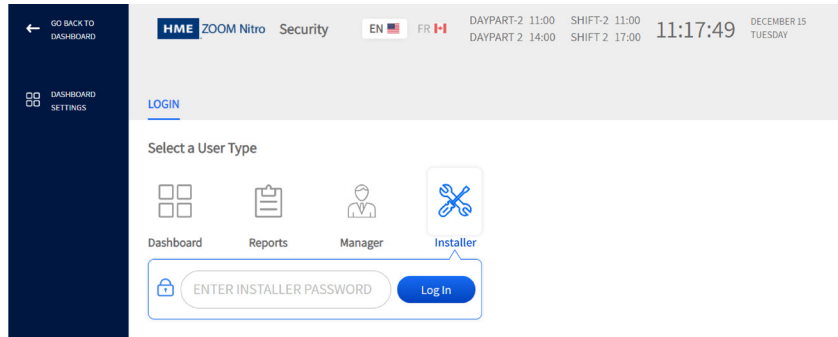 GO BACK TO
DASHBOARD
DASHBOARD
SETTINGS
HME ZOOM Nitro Security
EN FR
DAYPART-2 11:00 SHIFT-2 11:00
DAYPART 2 14:00 SHIFT 2 17:00
11:17:49
DECEMBER 15
TUESDAY
LOGIN
Select a User Type
Dashboard Reports Manager Installer
ENTER INSTALLER PASSWORD Log In